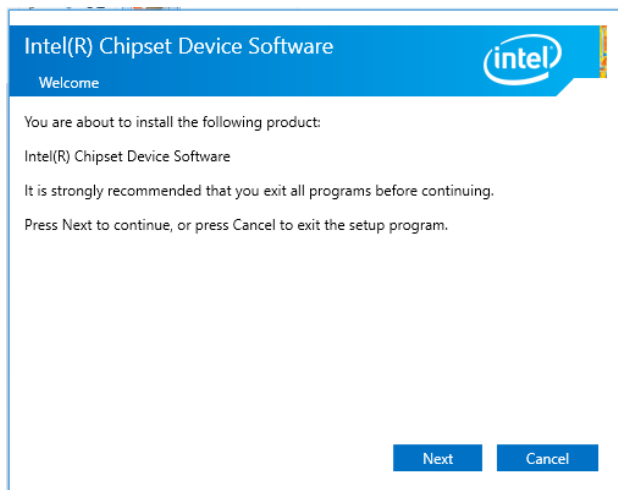 Intel(R) Chipset Device Software
intel
Welcome
You are about to install the following product:
Intel(R) Chipset Device Software
It is strongly recommended that you exit all programs before continuing.
Press Next to continue, or press Cancel to exit the setup program.
Next
Cancel